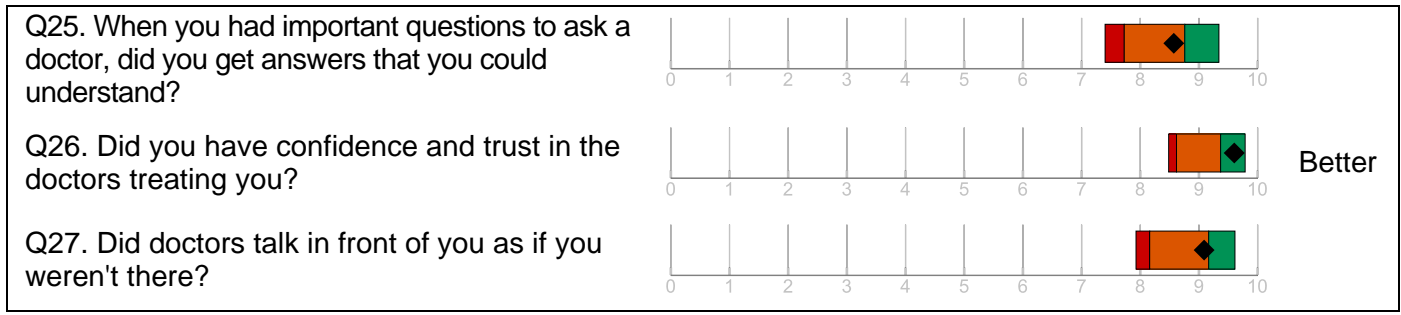 Q25. When you had important questions to ask a
doctor, did you get answers that you could
understand?
0 1 2 3 4 5 6 7 8 9 10
Q26. Did you have confidence and trust in the
doctors treating you?
0 1 2 3 4 5 6 7 8 9 10
Better
Q27. Did doctors talk in front of you as if you
weren't there?
0 1 2 3 4 5 6 7 8 9 10